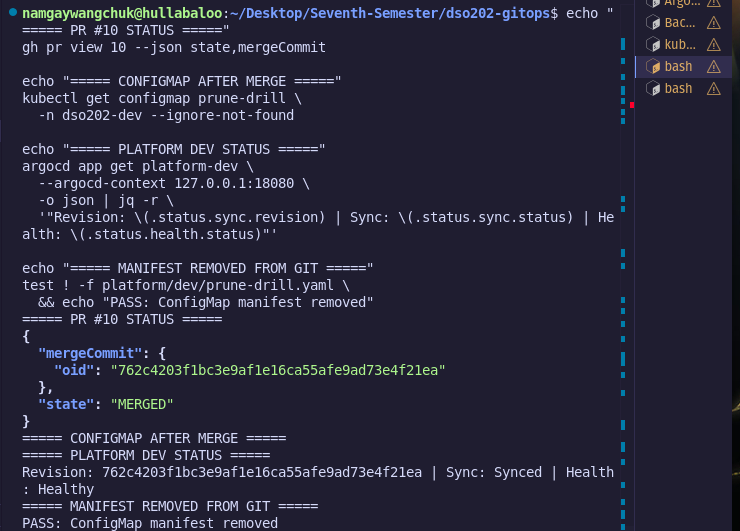 namgaywangchuk@hullabaloo:~/Desktop/Seventh-Semester/dso202-gitops$ echo "
===== PR #10 STATUS ====="
gh pr view 10 --json state,mergeCommit

echo "===== CONFIGMAP AFTER MERGE ====="
kubectl get configmap prune-drill \
  -n dso202-dev --ignore-not-found

echo "===== PLATFORM DEV STATUS ====="
argocd app get platform-dev \
  --argocd-context 127.0.0.1:18080 \
  -o json | jq -r \
  '"Revision: \(.status.sync.revision) | Sync: \(.status.sync.status) | He
alth: \(.status.health.status)"'

echo "===== MANIFEST REMOVED FROM GIT ====="
test ! -f platform/dev/prune-drill.yaml \
  && echo "PASS: ConfigMap manifest removed"
===== PR #10 STATUS =====
{
  "mergeCommit": {
    "oid": "762c4203f1bc3e9af1e16ca55afe9ad73e4f21ea"
  },
  "state": "MERGED"
}
===== CONFIGMAP AFTER MERGE =====
===== PLATFORM DEV STATUS =====
Revision: 762c4203f1bc3e9af1e16ca55afe9ad73e4f21ea | Sync: Synced | Health
: Healthy
===== MANIFEST REMOVED FROM GIT =====
PASS: ConfigMap manifest removed
Argo...
Bac...
kub...
bash
bash